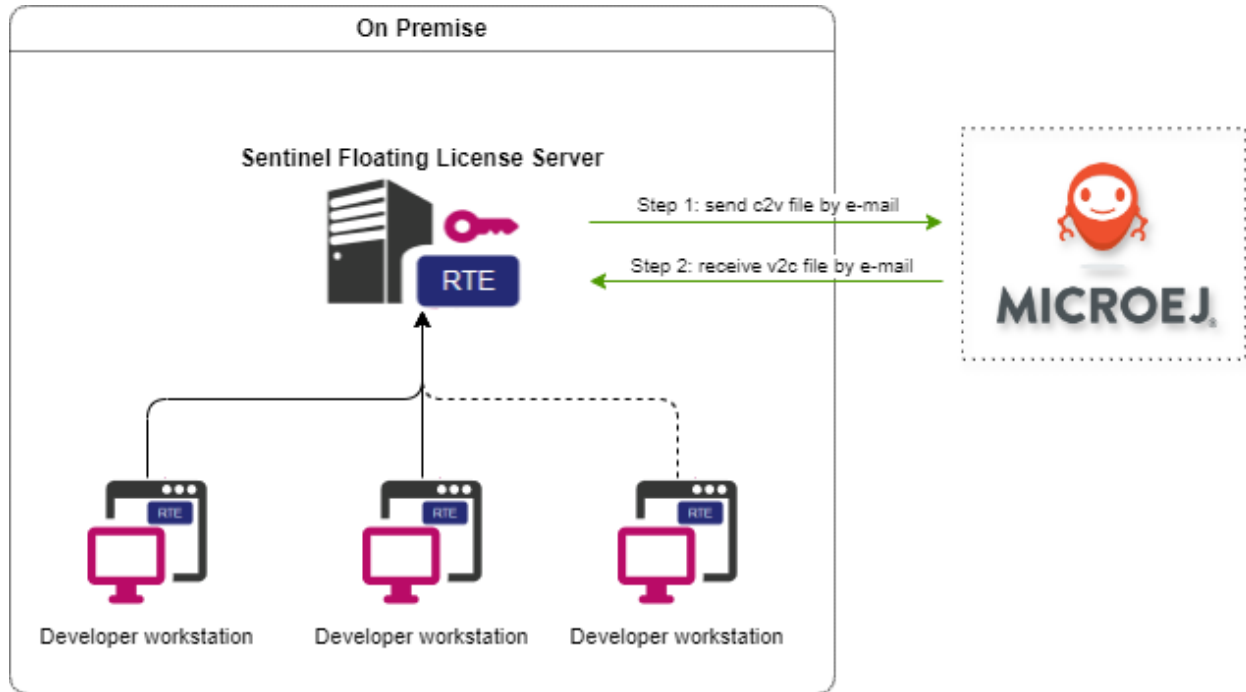 On Premise
Sentinel Floating License Server
Step 1: send c2v file by e-mail
RTE
Step 2: receive v2c file by e-mail
MICROEJ
RTE
RTE
RTE
Developer workstation
Developer workstation
Developer workstation